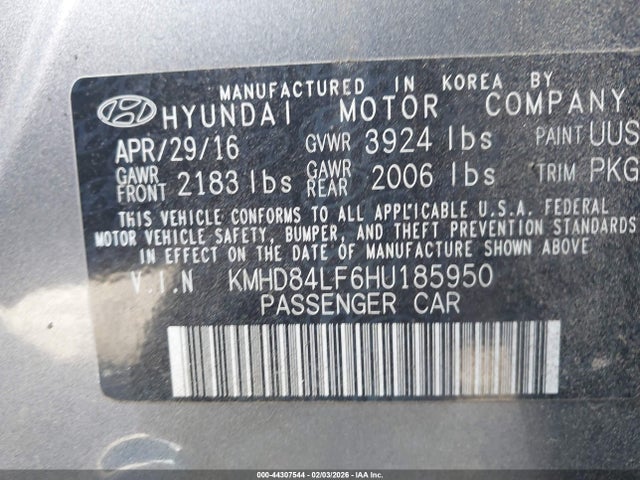 MANUFACTURED IN KOREA BY
HYUNDAI MOTOR COMPANY
APR/29/16 GVWR 3924 lbs PAINT UUS
GAWR FRONT 2183 lbs GAWR REAR 2006 lbs TRIM PKG
THIS VEHICLE CONFORMS TO ALL APPLICABLE U.S.A. FEDERAL
MOTOR VEHICLE SAFETY, BUMPER, AND THEFT PREVENTION STANDARDS
IN EFFECT ON THE DATE OF MANUFACTURE SHOWN ABOVE
V.I.N KMHD84LF6HU185950
PASSENGER CAR
000-44307544 - 02/03/2026 - IAAI.COM